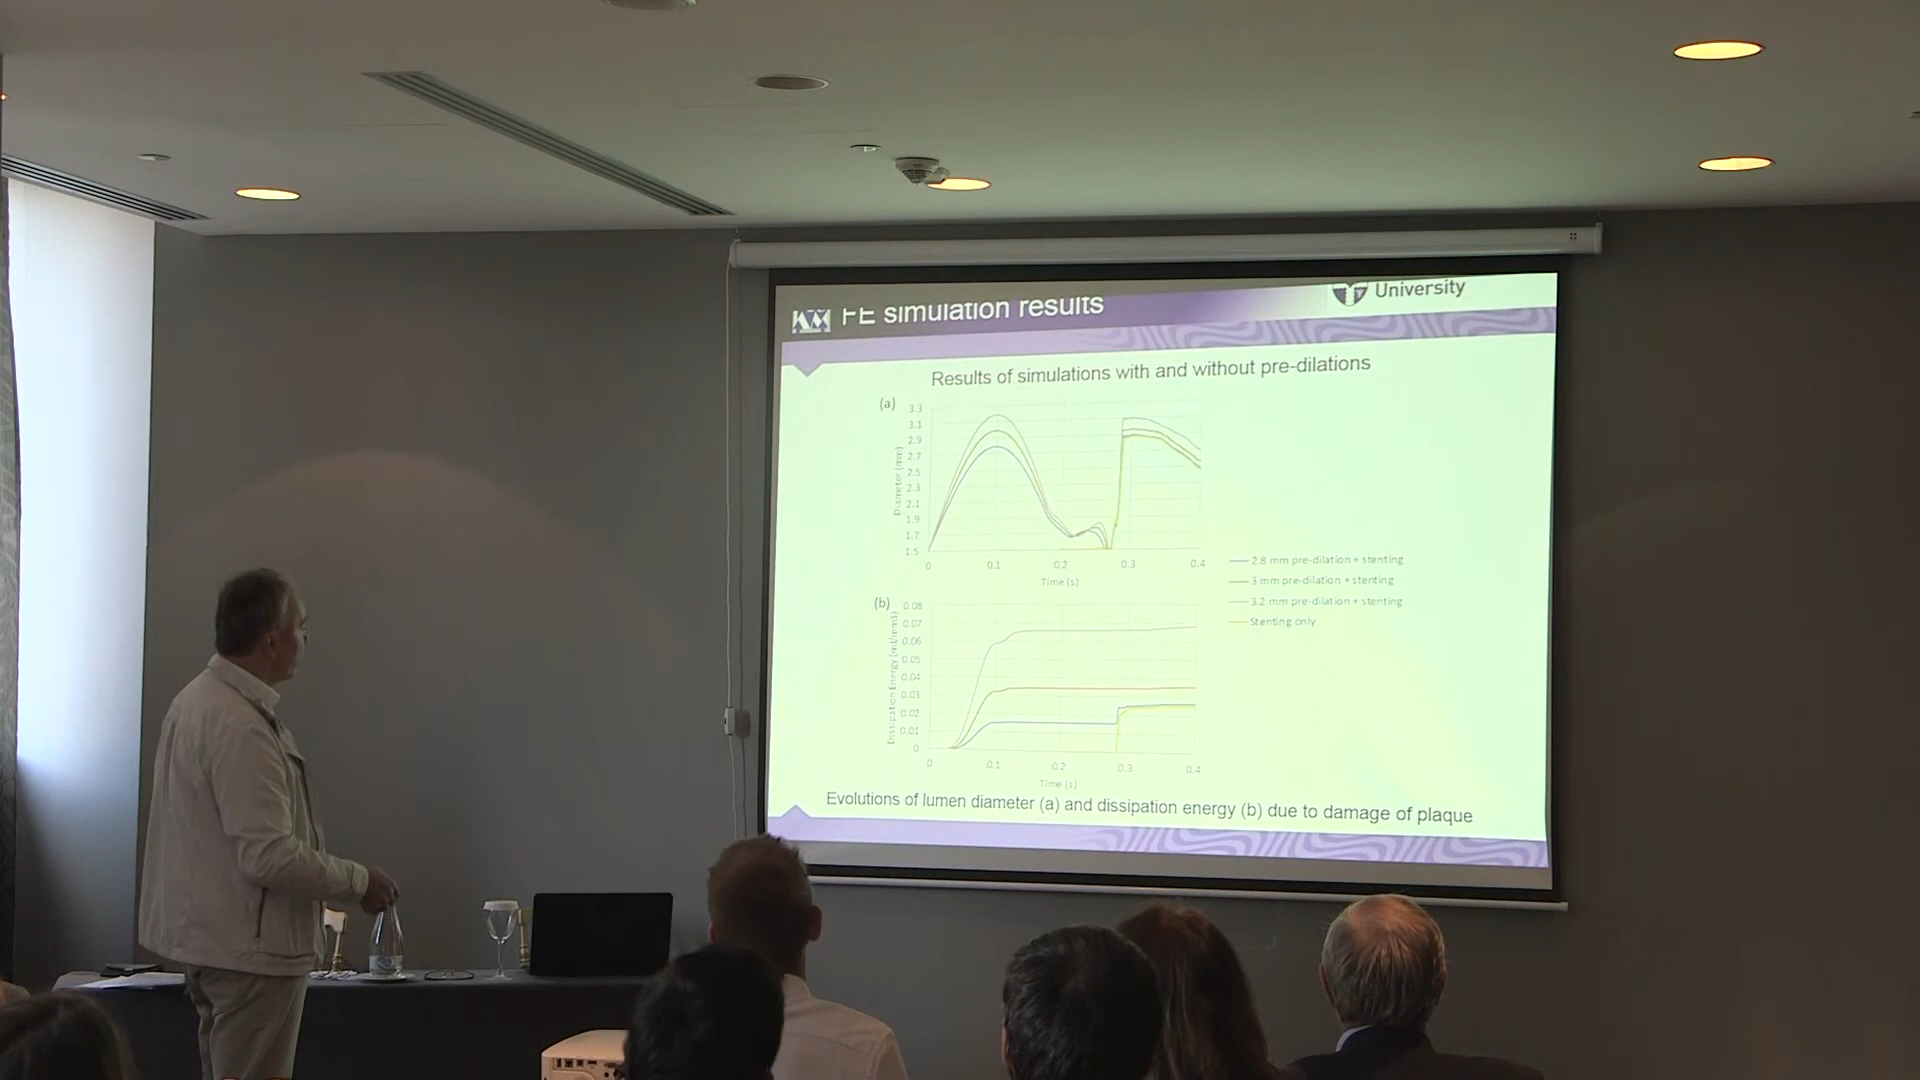 FE simulation results
University
Results of simulations with and without pre-dilations
(a)
3.3
3.1
2.9
2.7
2.5
2.3
2.1
1.9
1.7
1.5
Diameter (mm)
0 0.1 0.2 0.3 0.4
Time (s)
2.8 mm pre-dilation + stenting
3 mm pre-dilation + stenting
3.2 mm pre-dilation + stenting
Stenting only
(b)
0.08
0.07
0.06
0.05
0.04
0.03
0.02
0.01
0
Dissipation Energy (mJ/mm3)
0 0.1 0.2 0.3 0.4
Time (s)
Evolutions of lumen diameter (a) and dissipation energy (b) due to damage of plaque